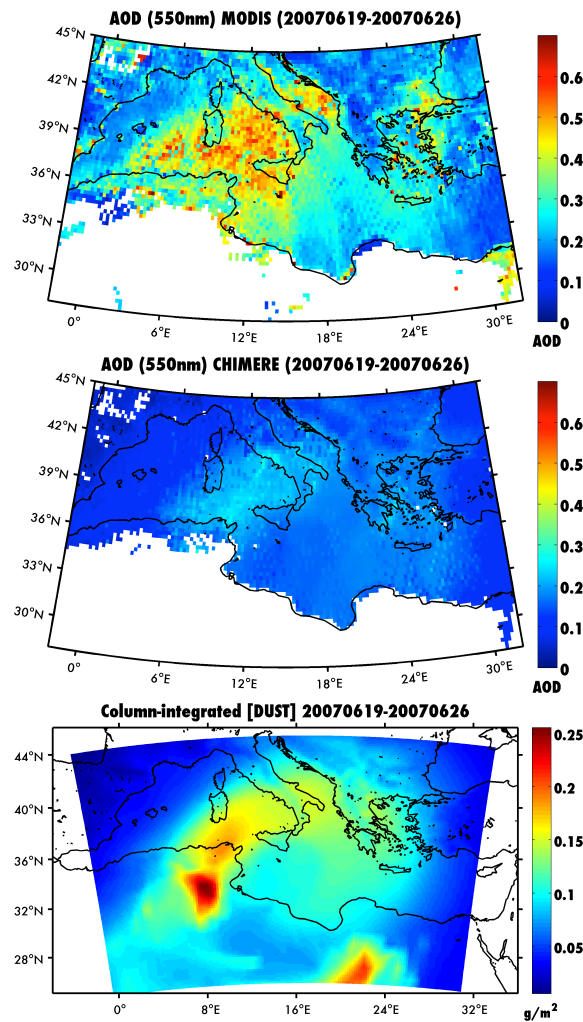 AOD (550nm) MODIS (20070619-20070626)
45°N
42°N
39°N
36°N
33°N
30°N
0°
6°E
12°E
18°E
24°E
30°E
0.6
0.5
0.4
0.3
0.2
0.1
0
AOD
AOD (550nm) CHIMERE (20070619-20070626)
45°N
42°N
39°N
36°N
33°N
30°N
0°
6°E
12°E
18°E
24°E
30°E
0.6
0.5
0.4
0.3
0.2
0.1
0
AOD
Column-integrated [DUST] 20070619-20070626
44°N
40°N
36°N
32°N
28°N
0°
8°E
16°E
24°E
32°E
0.25
0.2
0.15
0.1
0.05
g/m²